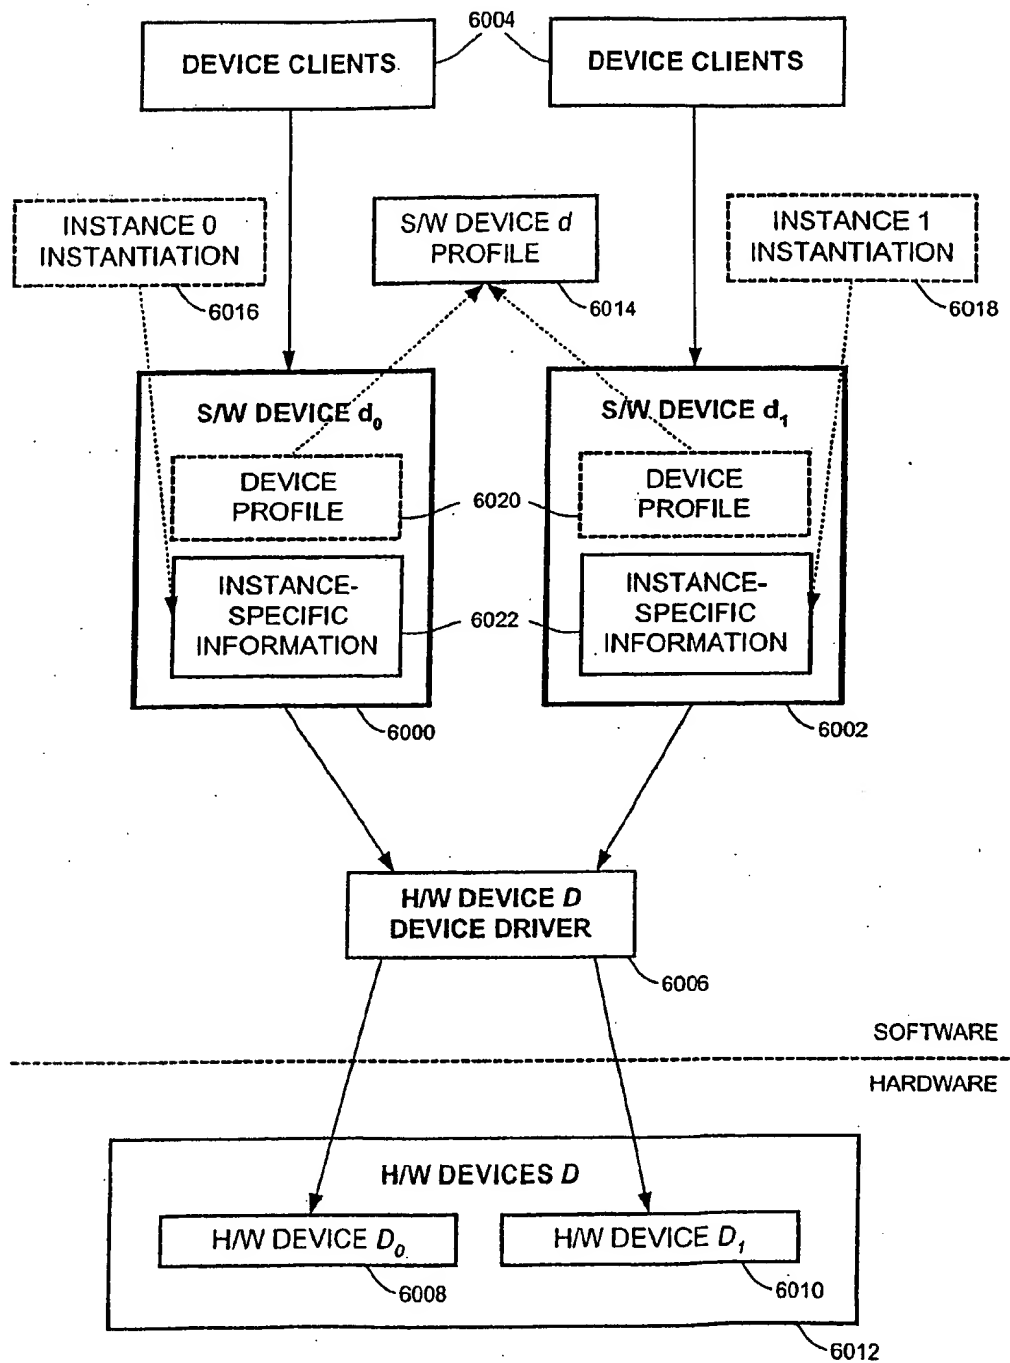 6004
DEVICE CLIENTS
DEVICE CLIENTS
INSTANCE 0
INSTANTIATION
6016
S/W DEVICE d
PROFILE
6014
INSTANCE 1
INSTANTIATION
6018
S/W DEVICE d0
DEVICE
PROFILE
6020
INSTANCE-
SPECIFIC
INFORMATION
6022
6000
S/W DEVICE d1
DEVICE
PROFILE
INSTANCE-
SPECIFIC
INFORMATION
6002
H/W DEVICE D
DEVICE DRIVER
6006
SOFTWARE
HARDWARE
H/W DEVICES D
H/W DEVICE D0
6008
H/W DEVICE D1
6010
6012